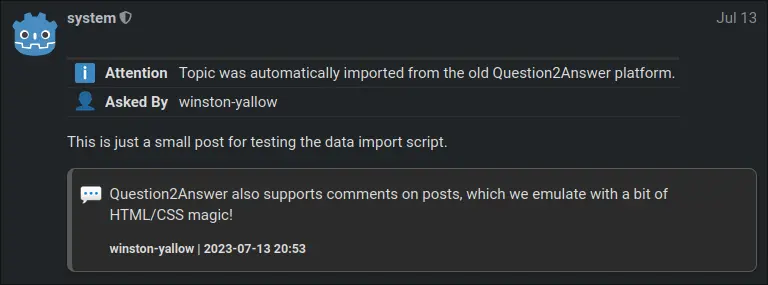 system
Jul 13
Attention Topic was automatically imported from the old Question2Answer platform.
Asked By winston-yallow
This is just a small post for testing the data import script.
Question2Answer also supports comments on posts, which we emulate with a bit of
HTML/CSS magic!
winston-yallow | 2023-07-13 20:53